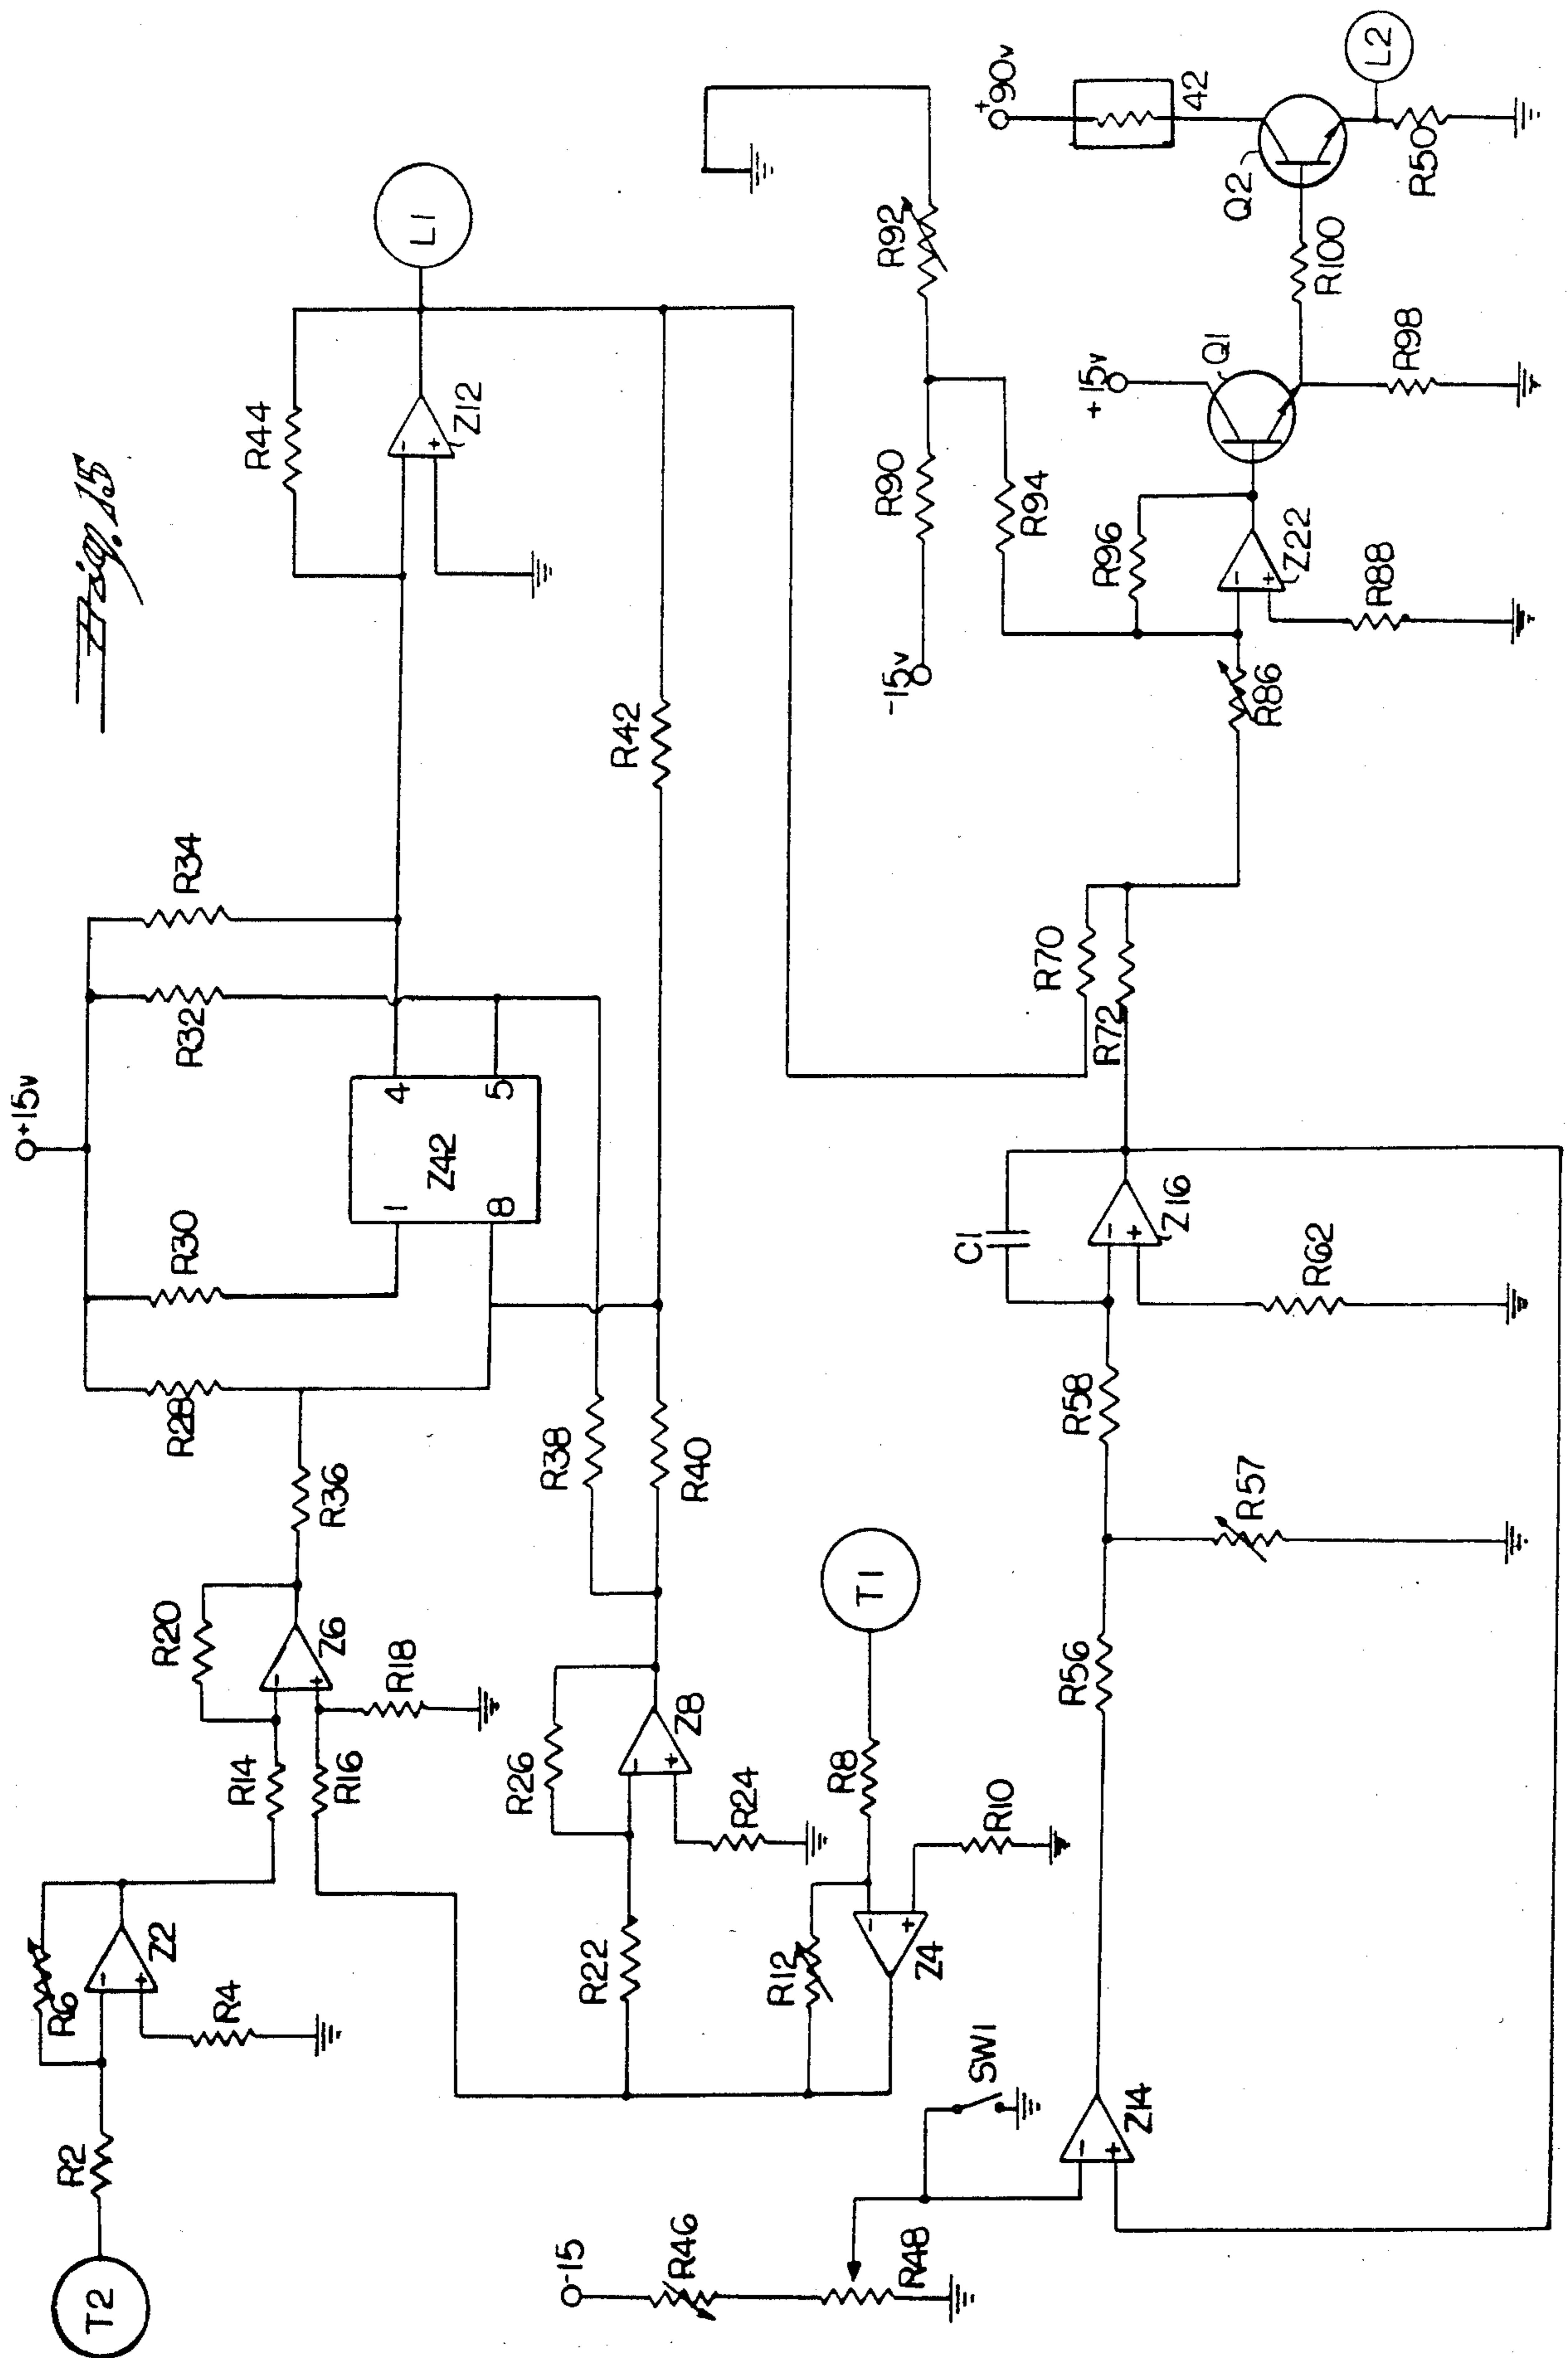 Fig. 15
+15v
T2
R2
R6
Z2
-
+
R4
R14
R16
R20
Z6
-
+
R18
R36
R28
R30
R32
R34
1
8
Z42
4
5
R44
Z12
-
+
L1
R22
R26
Z8
-
+
R24
R38
R40
R42
R12
Z4
-
+
R8
R10
T1
-15
R46
R48
SW1
Z14
-
+
R56
R57
R58
C1
Z16
-
+
R62
R70
R72
R86
-15v
R90
R92
R94
R96
Z22
-
+
R88
+15v
Q1
R98
R100
+90v
42
Q2
L2
R50